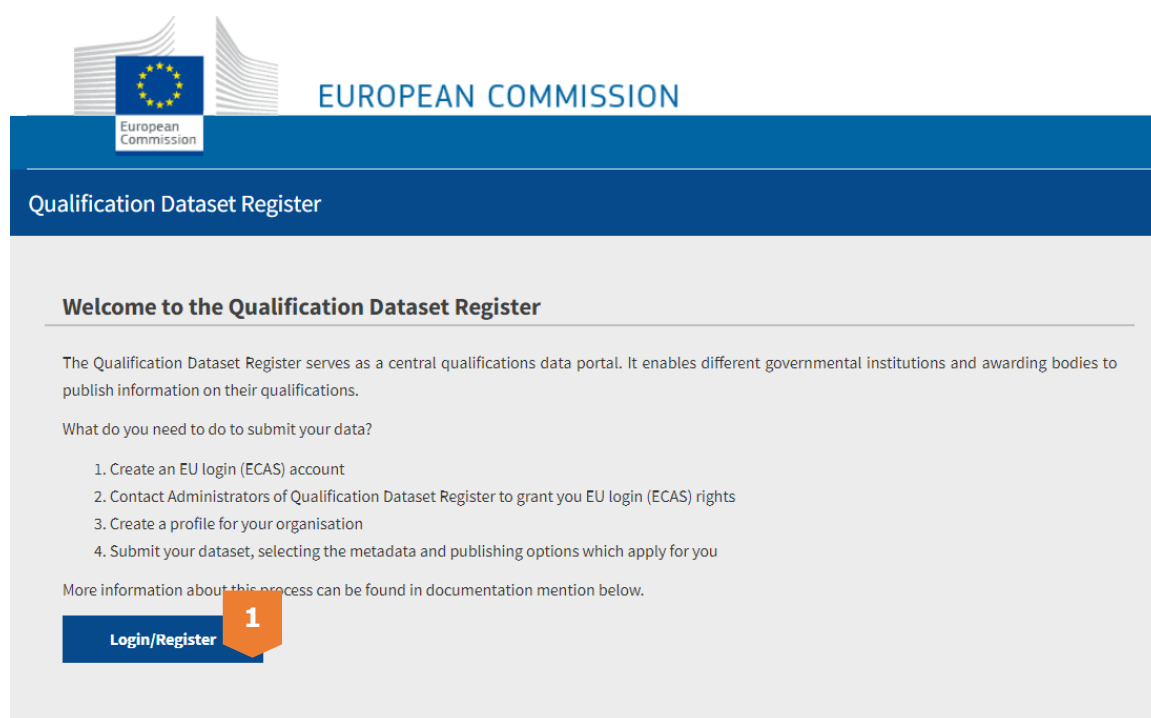 EUROPEAN COMMISSION
European
Commission
Qualification Dataset Register
Welcome to the Qualification Dataset Register
The Qualification Dataset Register serves as a central qualifications data portal. It enables different governmental institutions and awarding bodies to
publish information on their qualifications.
What do you need to do to submit your data?
1. Create an EU login (ECAS) account
2. Contact Administrators of Qualification Dataset Register to grant you EU login (ECAS) rights
3. Create a profile for your organisation
4. Submit your dataset, selecting the metadata and publishing options which apply for you
More information about this process can be found in documentation mention below.
1
Login/Register